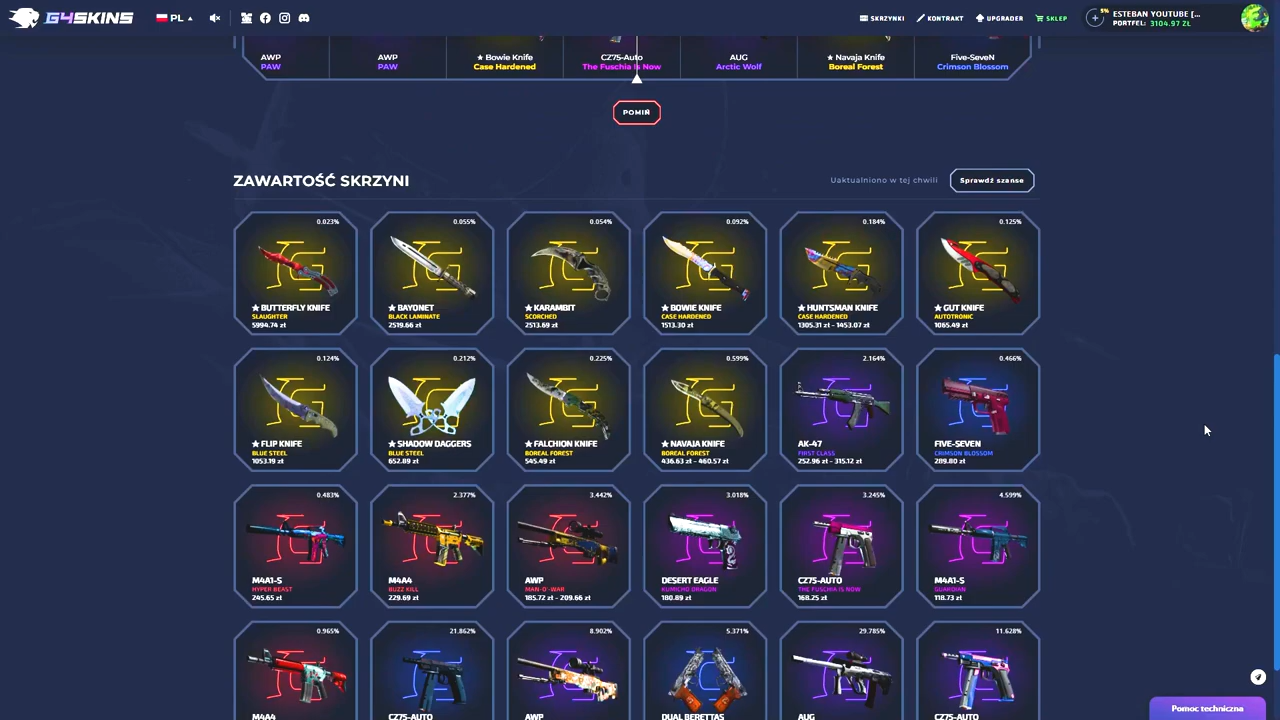 G4SKINS
PL
SKRZYNKI
KONTRAKT
UPGRADER
SKLEP
5%
ESTEBAN YOUTUBE [...
PORTFEL: 3104.97 ZŁ
AWP
PAW
AWP
PAW
★ Bowie Knife
Case Hardened
CZ75-Auto
The Fuschia Is Now
AUG
Arctic Wolf
★ Navaja Knife
Boreal Forest
Five-SeveN
Crimson Blossom
POMIŃ
ZAWARTOŚĆ SKRZYNI
Uaktualniono w tej chwili
Sprawdź szanse
0.023%
★ BUTTERFLY KNIFE
SLAUGHTER
5994.74 zł
0.055%
★ BAYONET
BLACK LAMINATE
2519.66 zł
0.054%
★ KARAMBIT
SCORCHED
2513.69 zł
0.092%
★ BOWIE KNIFE
CASE HARDENED
1513.30 zł
0.184%
★ HUNTSMAN KNIFE
CASE HARDENED
1305.31 zł - 1453.07 zł
0.125%
★ GUT KNIFE
AUTOTRONIC
1065.49 zł
0.124%
★ FLIP KNIFE
BLUE STEEL
1053.19 zł
0.212%
★ SHADOW DAGGERS
BLUE STEEL
652.89 zł
0.225%
★ FALCHION KNIFE
BOREAL FOREST
545.49 zł
0.599%
★ NAVAJA KNIFE
BOREAL FOREST
436.63 zł - 460.57 zł
2.164%
AK-47
FIRST CLASS
252.96 zł - 315.12 zł
0.466%
FIVE-SEVEN
CRIMSON BLOSSOM
289.80 zł
0.483%
M4A1-S
HYPER BEAST
245.65 zł
2.377%
M4A4
BUZZ KILL
229.69 zł
3.442%
AWP
MAN-O'-WAR
185.72 zł - 209.66 zł
3.018%
DESERT EAGLE
KUMICHO DRAGON
180.89 zł
3.245%
CZ75-AUTO
THE FUSCHIA IS NOW
168.25 zł
4.599%
M4A1-S
GUARDIAN
118.73 zł
0.965%
M4A4
21.862%
CZ75-AUTO
8.902%
AWP
5.371%
DUAL BERETTAS
29.785%
AUG
11.628%
CZ75-AUTO
Pomoc techniczna